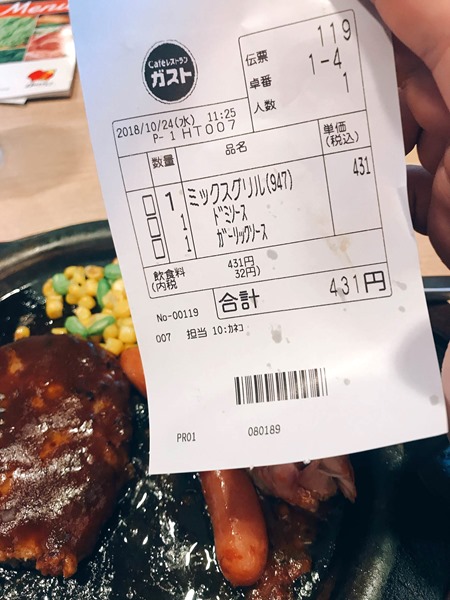 Menu
Caféレストラン
ガスト
伝票 119
卓番 1-4
人数 1
2018/10/24(水) 11:25
P- 1 HT007
数量 品名 単価(税込)
1 ミックスグリル(947) 431
1 ドミソース
1 ガーリックソース
飲食料 431円
(内税 32円)
合計 431円
No-00119
007 担当 10:カネコ
PR01 080189